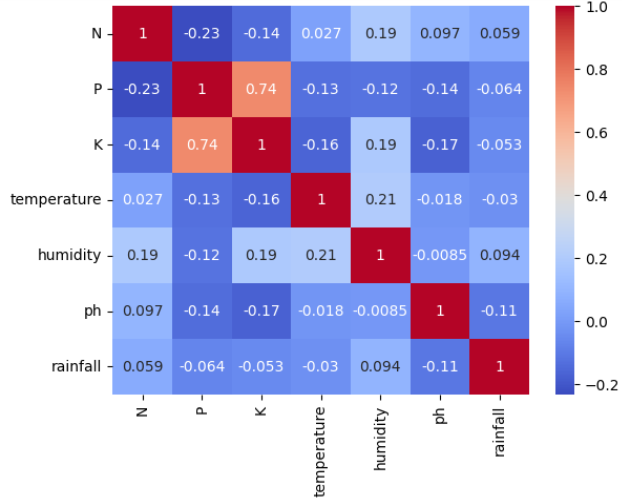 N 1 -0.23 -0.14 0.027 0.19 0.097 0.059
P -0.23 1 0.74 -0.13 -0.12 -0.14 -0.064
K -0.14 0.74 1 -0.16 0.19 -0.17 -0.053
temperature 0.027 -0.13 -0.16 1 0.21 -0.018 -0.03
humidity 0.19 -0.12 0.19 0.21 1 -0.0085 0.094
ph 0.097 -0.14 -0.17 -0.018 -0.0085 1 -0.11
rainfall 0.059 -0.064 -0.053 -0.03 0.094 -0.11 1
N P K temperature humidity ph rainfall
1.0
0.8
0.6
0.4
0.2
0.0
−0.2